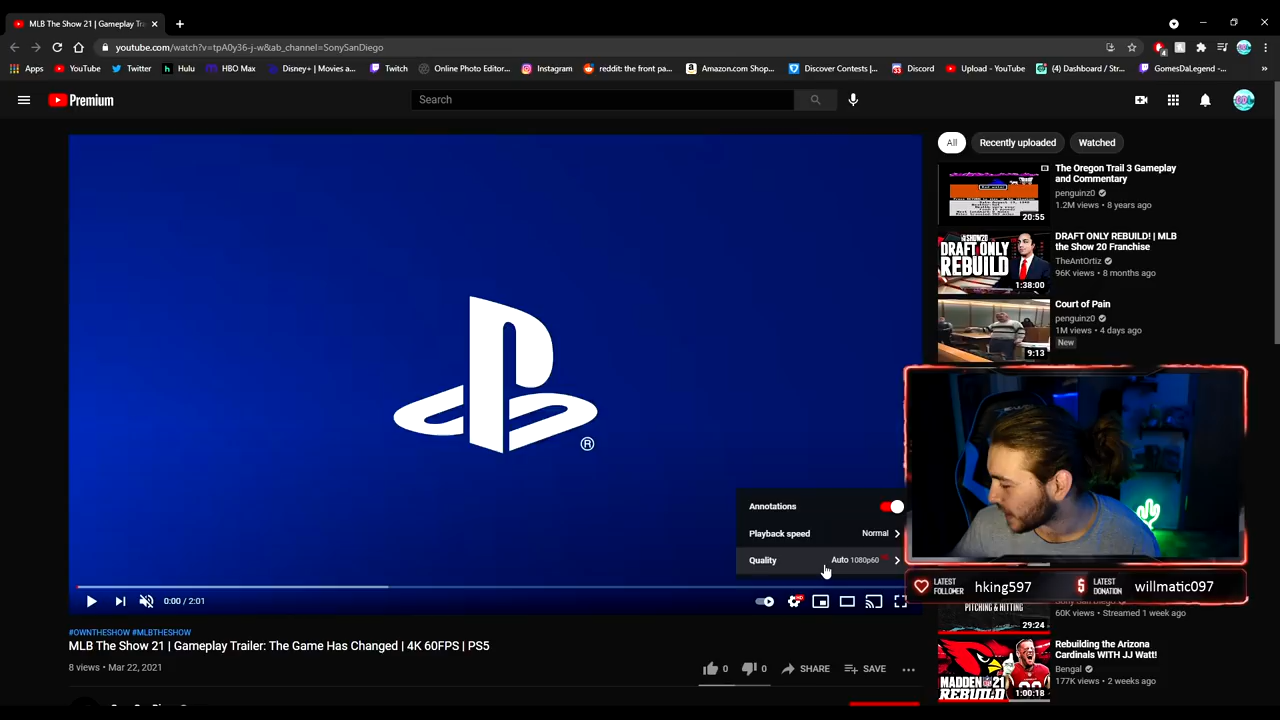 MLB The Show 21 | Gameplay Tra
youtube.com/watch?v=tpA0y36-j-w&ab_channel=SonySanDiego
Apps YouTube Twitter Hulu HBO Max Disney+ | Movies a... Twitch Online Photo Editor... Instagram reddit: the front pa... Amazon.com Shop... Discover Contests |... Discord Upload - YouTube (4) Dashboard / Str... GomesDaLegend -... »
Premium
Search
All Recently uploaded Watched
The Oregon Trail 3 Gameplay
and Commentary
penguinz0
1.2M views • 8 years ago
20:55
DRAFT ONLY
REBUILD!
DRAFT ONLY REBUILD! | MLB
the Show 20 Franchise
TheAntOrtiz
96K views • 8 months ago
1:38:00
Court of Pain
penguinz0
1M views • 4 days ago
New
9:13
®
Annotations
Playback speed Normal
Quality Auto 1080p60
0:00 / 2:01
LATEST
FOLLOWER
hking597
LATEST
DONATION
willmatic097
PITCHING & HITTING
29:24
60K views • Streamed 1 week ago
#OWNTHESHOW #MLBTHESHOW
MLB The Show 21 | Gameplay Trailer: The Game Has Changed | 4K 60FPS | PS5
8 views • Mar 22, 2021
0 0 SHARE SAVE
MADDEN 21
REBUILD
Rebuilding the Arizona
Cardinals WITH JJ Watt!
Bengal
177K views • 2 weeks ago
1:00:18